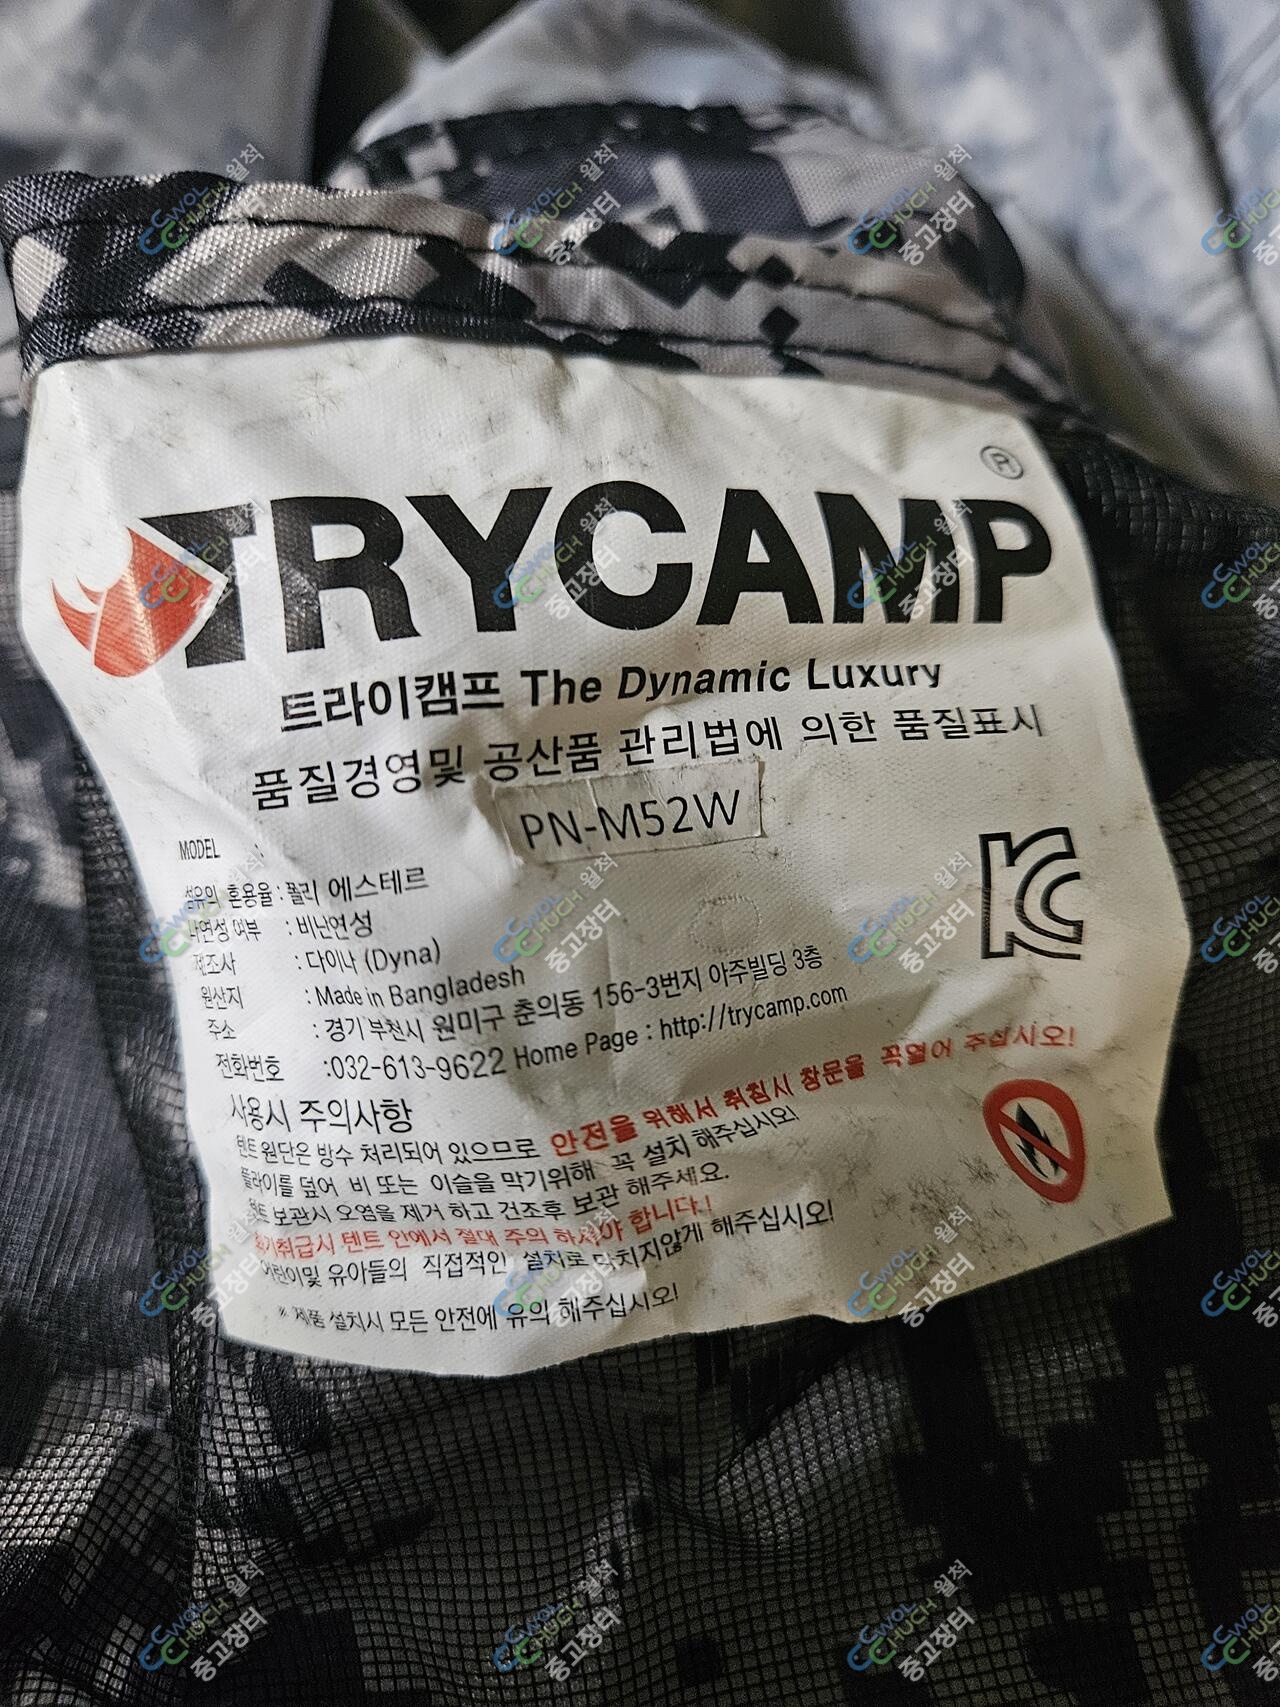 TRYCAMP®
트라이캠프 The Dynamic Luxury
품질경영및 공산품 관리법에 의한 품질표시
MODEL : PN-M52W
섬유의 혼용율 : 폴리 에스테르
난연성 여부 : 비난연성
제조사 : 다이나 (Dyna)
원산지 : Made in Bangladesh
주소 : 경기 부천시 원미구 춘의동 156-3번지 아주빌딩 3층
전화번호 :032-613-9622 Home Page : http://trycamp.com
사용시 주의사항
텐트 원단은 방수 처리되어 있으므로 안전을 위해서 취침시 창문을 꼭열어 주십시오!
플라이를 덮어 비 또는 이슬을 막기위해 꼭 설치 해주십시오!
텐트 보관시 오염을 제거 하고 건조후 보관 해주세요.
화기취급시 텐트 안에서 절대 주의 하셔야 합니다.!
어린이및 유아들의 직접적인 설치로 다치지않게 해주십시오!
* 제품 설치시 모든 안전에 유의 해주십시오!
WOLCHUCH 월척
중고장터